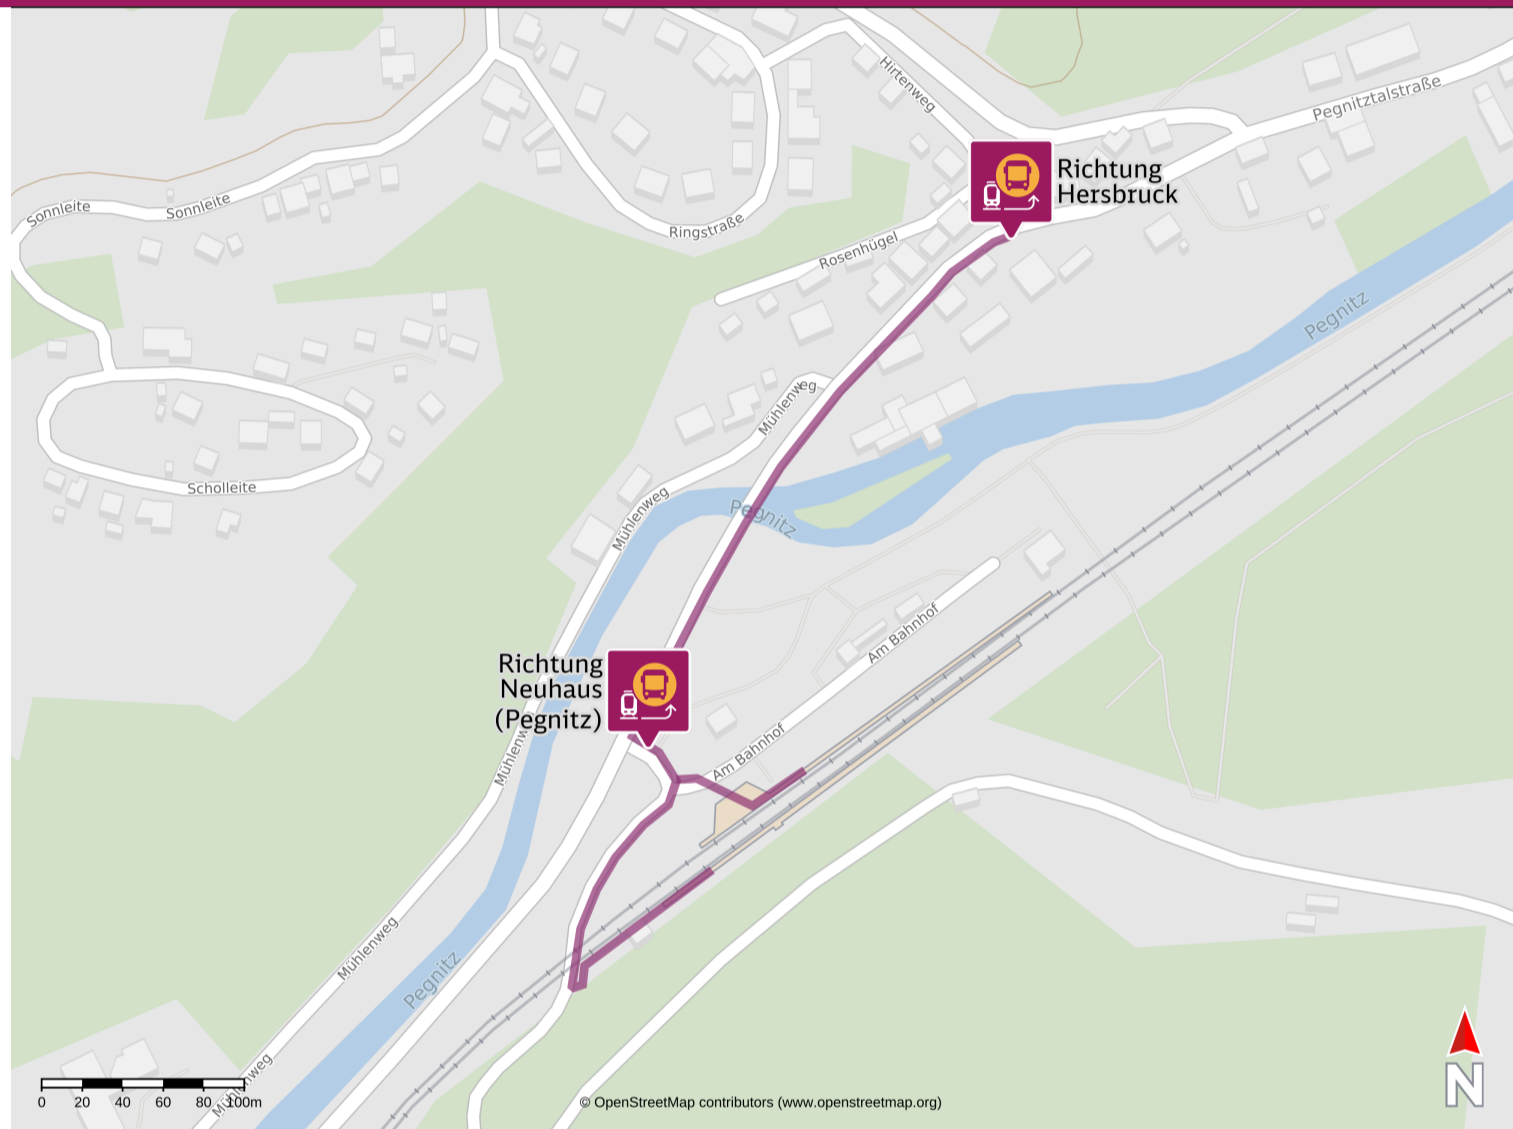 Hirtenweg
Pegnitztalstraße
Richtung
Hersbruck
Sonnleite
Sonnleite
Ringstraße
Rosenhügel
Pegnitz
Mühlenweg
Scholleite
Mühlenweg
Pegnitz
Am Bahnhof
Richtung
Neuhaus
(Pegnitz)
Mühlenw
Am Bahnhof
Mühlenweg
Pegnitz
Mühlenweg
0 20 40 60 80 100m
© OpenStreetMap contributors (www.openstreetmap.org)
N